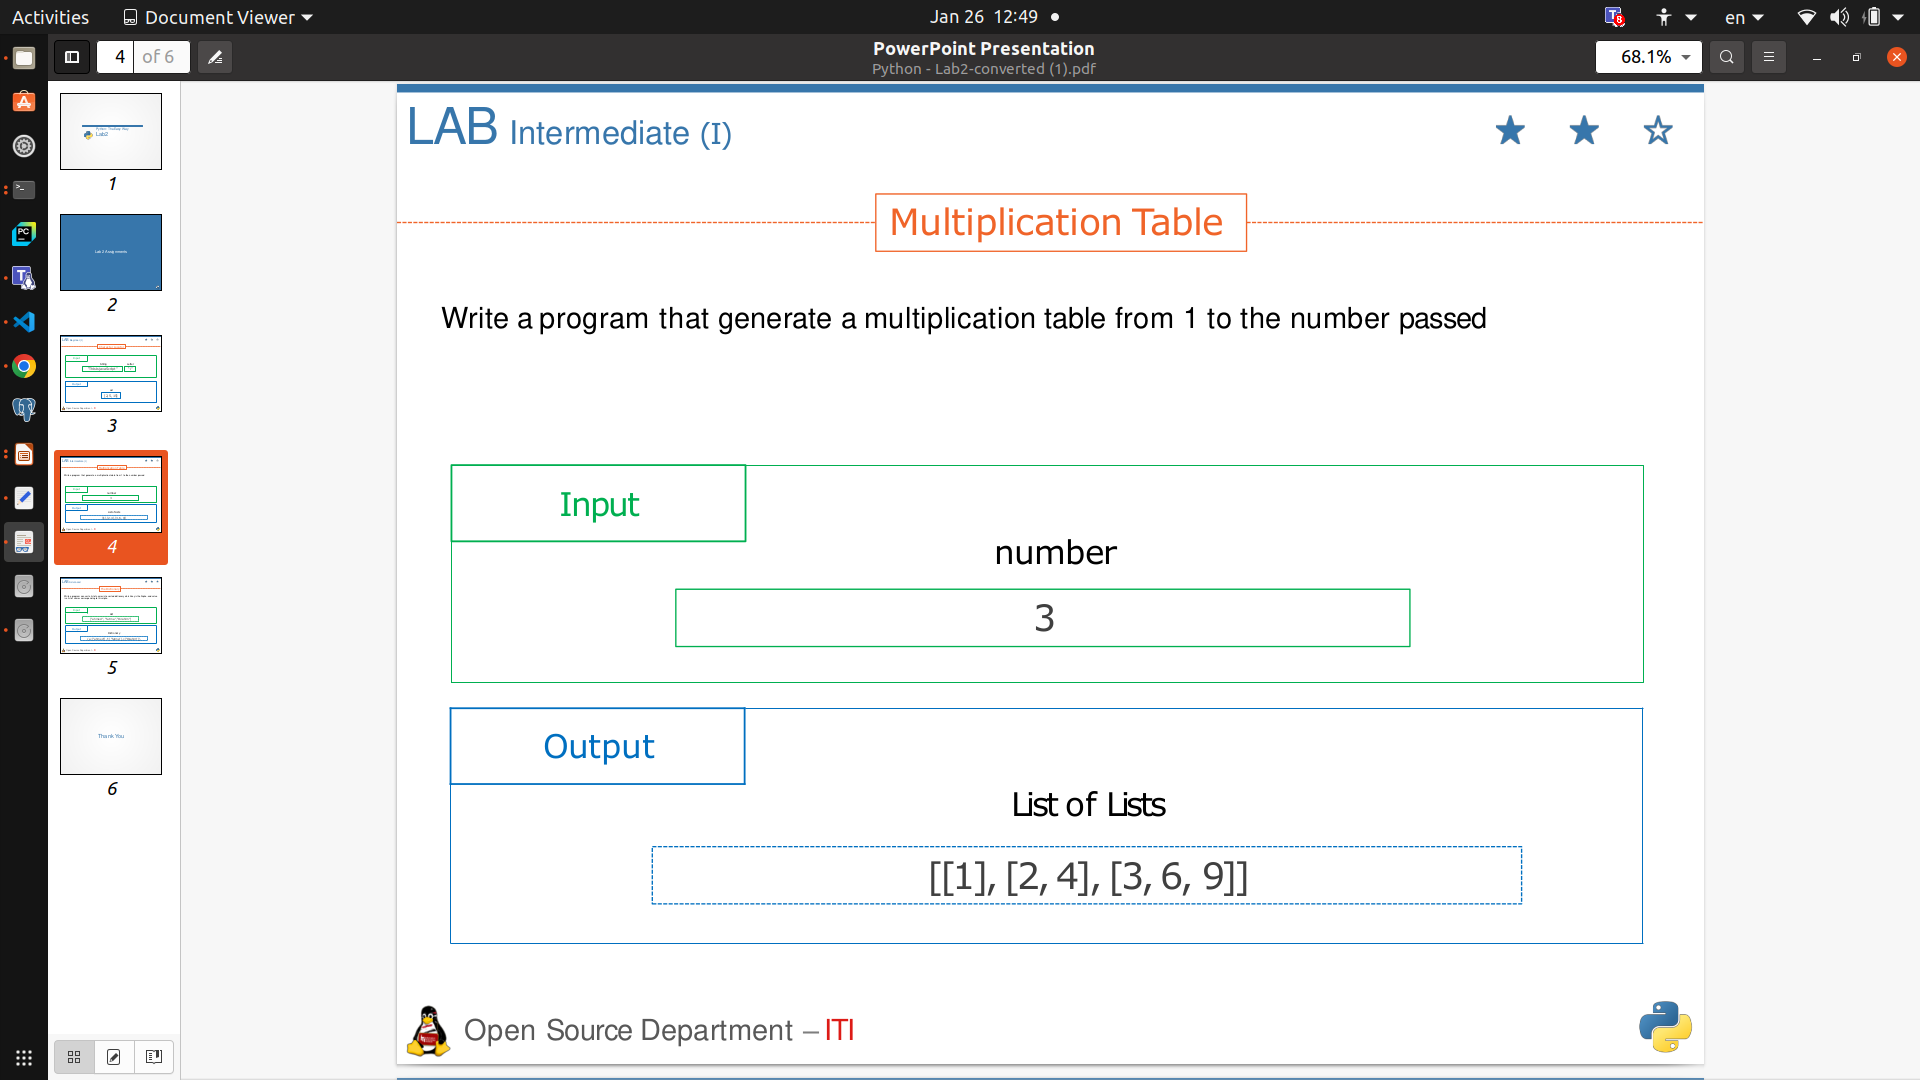 Activities
Document Viewer
Jan 26 12:49
en
4 of 6
PowerPoint Presentation
Python - Lab2-converted (1).pdf
68.1%
1
2
3
4
5
Thank You
6
LAB Intermediate (I)
Multiplication Table
Write a program that generate a multiplication table from 1 to the number passed
Input
number
3
Output
List of Lists
[[1], [2, 4], [3, 6, 9]]
Open Source Department – ITI